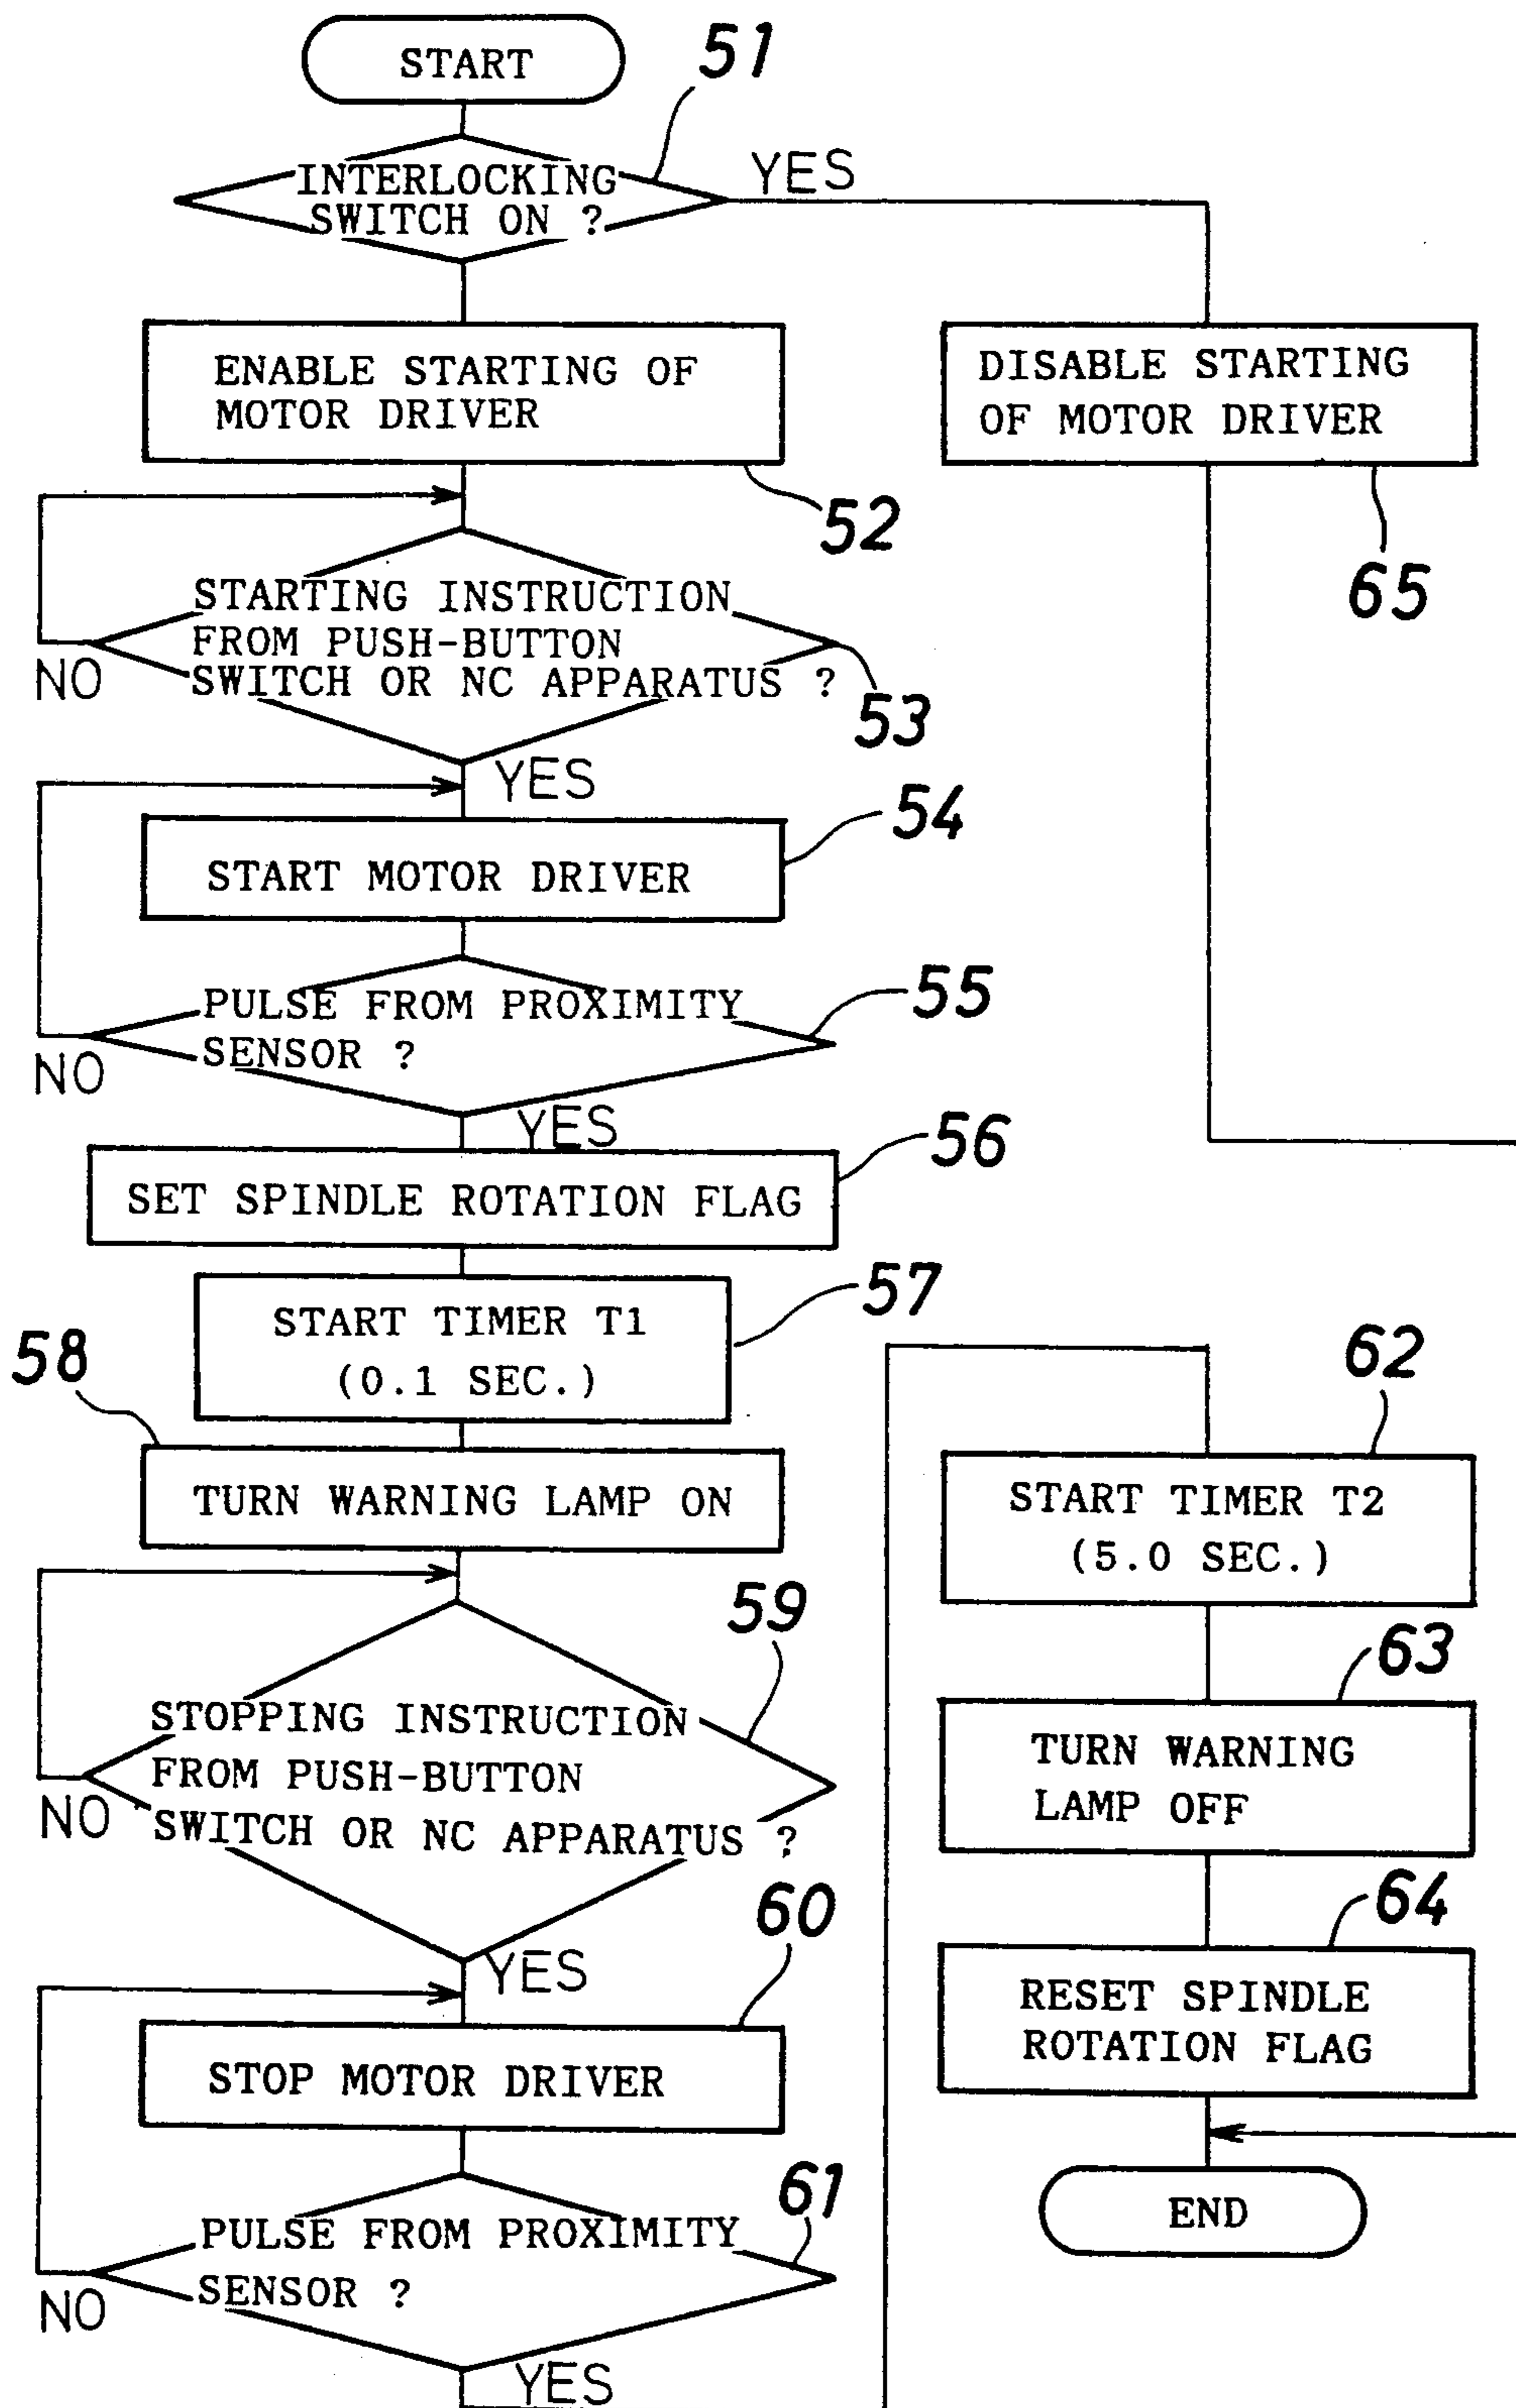 START
51
INTERLOCKING
SWITCH ON ?
YES
ENABLE STARTING OF
MOTOR DRIVER
52
DISABLE STARTING
OF MOTOR DRIVER
65
STARTING INSTRUCTION
FROM PUSH-BUTTON
SWITCH OR NC APPARATUS ?
NO
53
YES
54
START MOTOR DRIVER
55
PULSE FROM PROXIMITY
SENSOR ?
NO
YES
56
SET SPINDLE ROTATION FLAG
57
START TIMER T1
(0.1 SEC.)
58
TURN WARNING LAMP ON
59
STOPPING INSTRUCTION
FROM PUSH-BUTTON
SWITCH OR NC APPARATUS ?
NO
YES
60
STOP MOTOR DRIVER
61
PULSE FROM PROXIMITY
SENSOR ?
NO
YES
62
START TIMER T2
(5.0 SEC.)
63
TURN WARNING
LAMP OFF
64
RESET SPINDLE
ROTATION FLAG
END